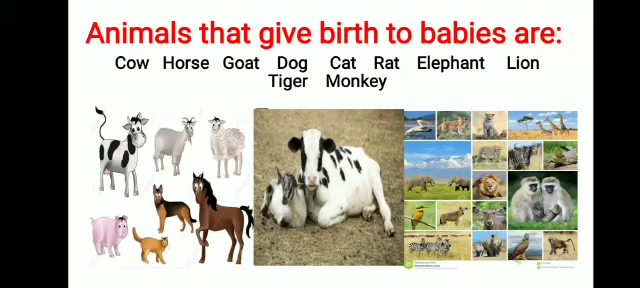 Animals that give birth to babies are:
Cow Horse Goat Dog Cat Rat Elephant Lion
Tiger Monkey